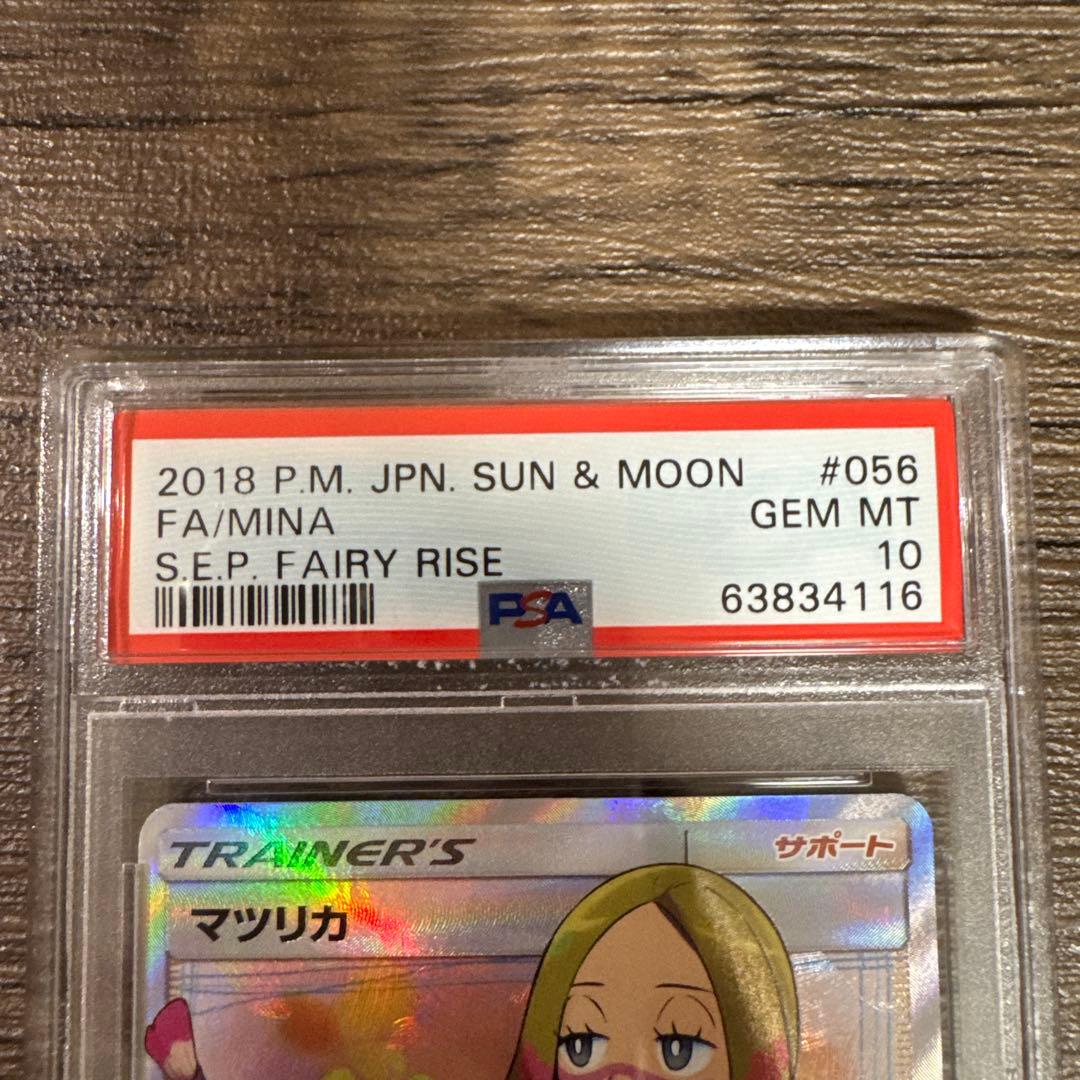 2018 P.M. JPN. SUN & MOON #056
FA/MINA GEM MT
S.E.P. FAIRY RISE 10
PSA 63834116
TRAINER'S サポート
マツリカ